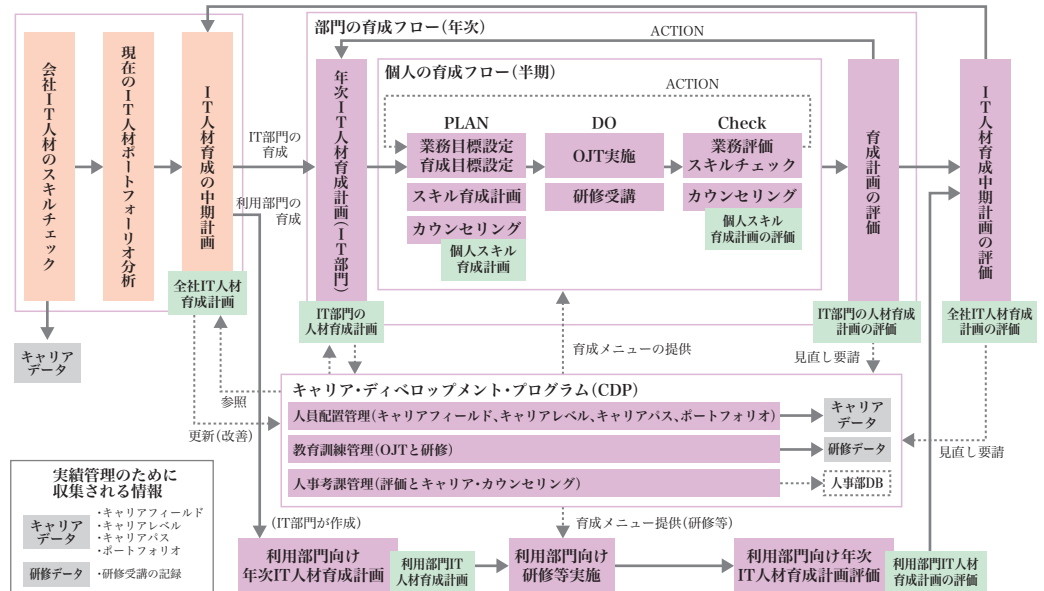 会社IT人材のスキルチェック
現在のIT人材ポートフォーリオ分析
IT人材育成の中期計画
全社IT人材
育成計画
キャリア
データ
IT部門の
育成
利用部門の
育成
部門の育成フロー(年次)
ACTION
年次IT人材育成計画(IT部門)
IT部門の
人材育成計画
個人の育成フロー(半期)
ACTION
PLAN
業務目標設定
育成目標設定
スキル育成計画
カウンセリング
個人スキル
育成計画
DO
OJT実施
研修受講
Check
業務評価
スキルチェック
カウンセリング
個人スキル
育成計画の評価
育成計画の評価
IT部門の人材育成
計画の評価
IT人材育成中期計画の評価
全社IT人材育成
計画の評価
参照
更新(改善)
育成メニューの提供
見直し要請
見直し要請
キャリア・ディベロップメント・プログラム(CDP)
人員配置管理(キャリアフィールド、キャリアレベル、キャリアパス、ポートフォリオ)
キャリア
データ
教育訓練管理(OJTと研修)
研修データ
人事考課管理(評価とキャリア・カウンセリング)
人事部DB
(IT部門が作成)
育成メニュー提供(研修等)
利用部門向け
年次IT人材育成計画
利用部門IT
人材育成計画
利用部門向け
研修等実施
利用部門向け年次
IT人材育成計画評価
利用部門IT人材
育成計画の評価
実績管理のために
収集される情報
キャリア
データ
・キャリアフィールド
・キャリアレベル
・キャリアパス
・ポートフォリオ
研修データ
・研修受講の記録